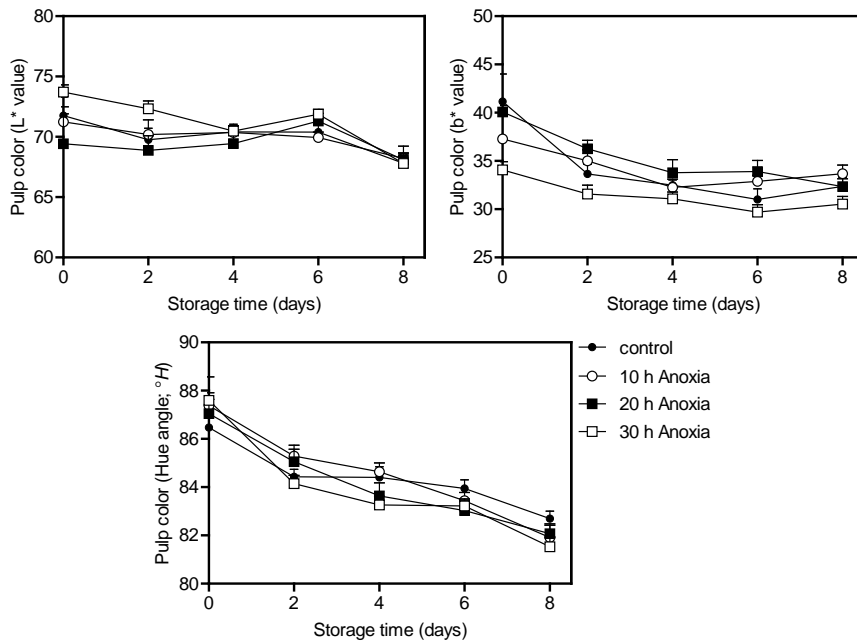 80
75
70
65
60
Pulp color (L* value)
0 2 4 6 8
Storage time (days)
45
40
35
30
25
Pulp color (b* value)
0 2 4 6 8
Storage time (days)
90
88
86
84
82
80
Pulp color (Hue angle; °H)
0 2 4 6 8
Storage time (days)
control
10 h Anoxia
20 h Anoxia
30 h Anoxia